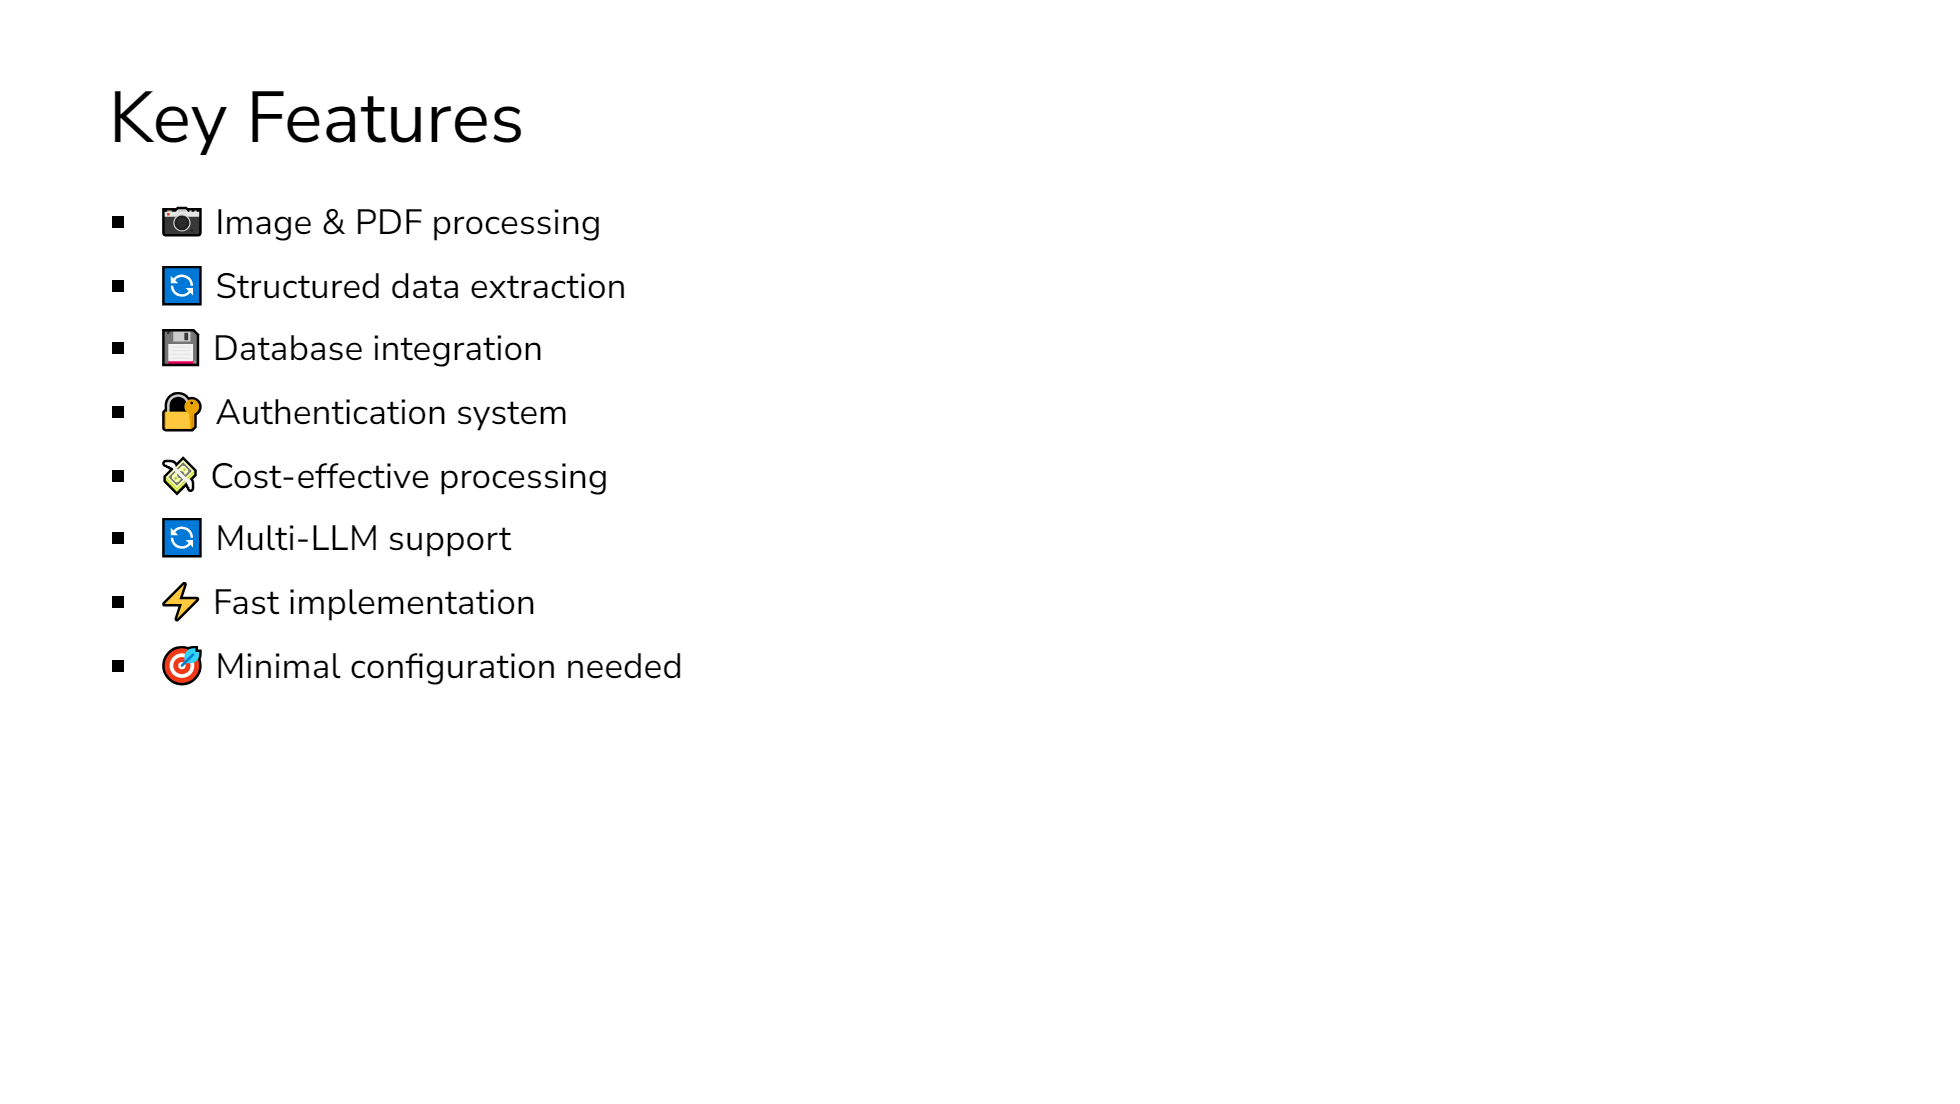 Key Features
▪ 📷 Image & PDF processing
▪ 🔄 Structured data extraction
▪ 💾 Database integration
▪ 🔐 Authentication system
▪ 💸 Cost-effective processing
▪ 🔄 Multi-LLM support
▪ ⚡ Fast implementation
▪ 🎯 Minimal configuration needed